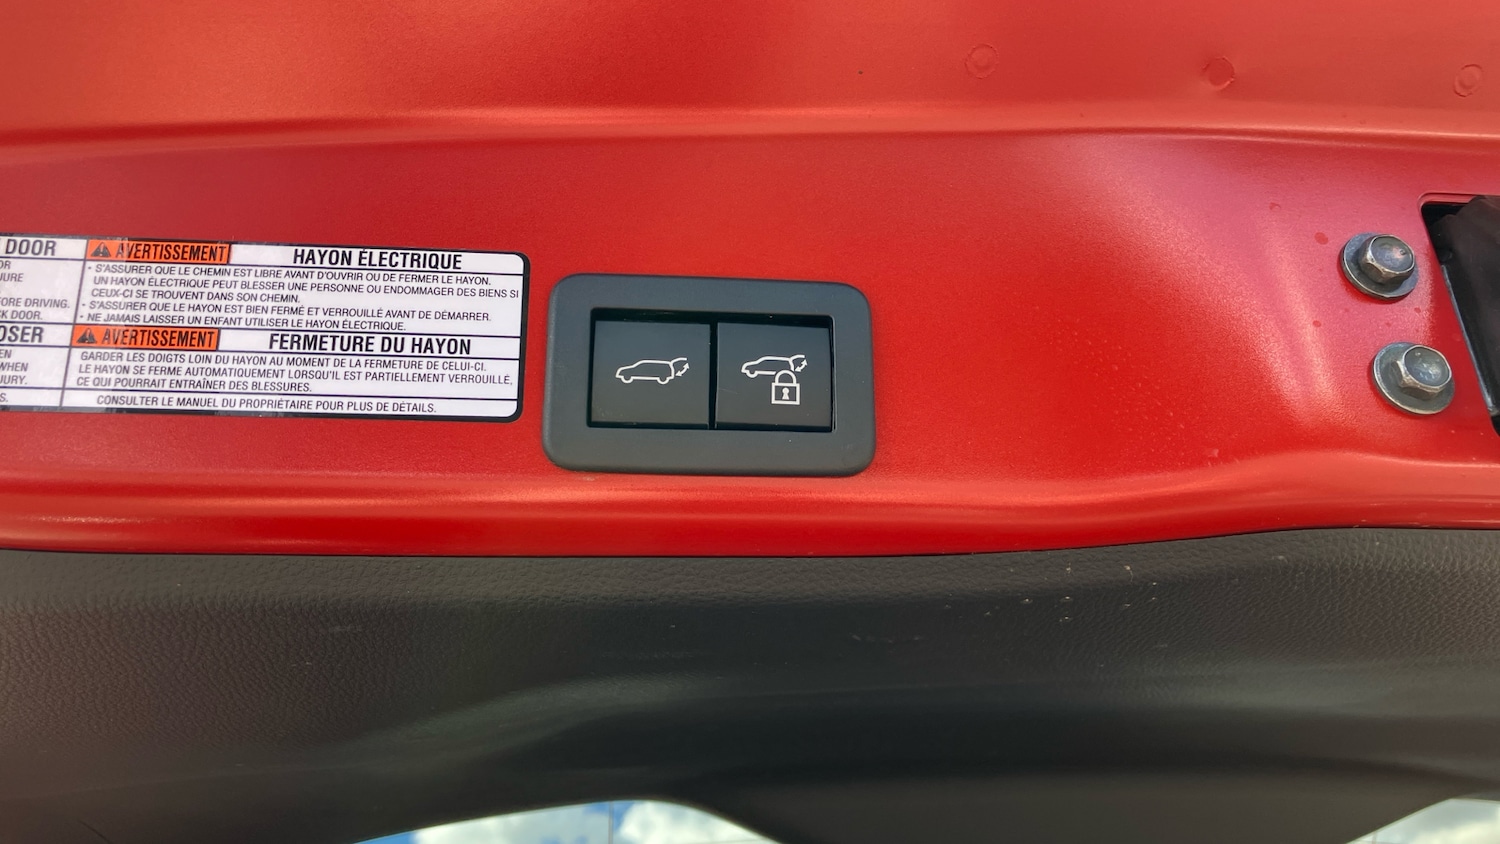 DOOR
OR
JURE
FORE DRIVING.
CK DOOR.
OSER
EN
WHEN
JURY.
S.
AVERTISSEMENT
HAYON ÉLECTRIQUE
• S'ASSURER QUE LE CHEMIN EST LIBRE AVANT D'OUVRIR OU DE FERMER LE HAYON.
UN HAYON ÉLECTRIQUE PEUT BLESSER UNE PERSONNE OU ENDOMMAGER DES BIENS SI
CEUX-CI SE TROUVENT DANS SON CHEMIN.
• S'ASSURER QUE LE HAYON EST BIEN FERMÉ ET VERROUILLÉ AVANT DE DÉMARRER.
• NE JAMAIS LAISSER UN ENFANT UTILISER LE HAYON ÉLECTRIQUE.
AVERTISSEMENT
FERMETURE DU HAYON
GARDER LES DOIGTS LOIN DU HAYON AU MOMENT DE LA FERMETURE DE CELUI-CI.
LE HAYON SE FERME AUTOMATIQUEMENT LORSQU'IL EST PARTIELLEMENT VERROUILLÉ,
CE QUI POURRAIT ENTRAÎNER DES BLESSURES.
CONSULTER LE MANUEL DU PROPRIÉTAIRE POUR PLUS DE DÉTAILS.